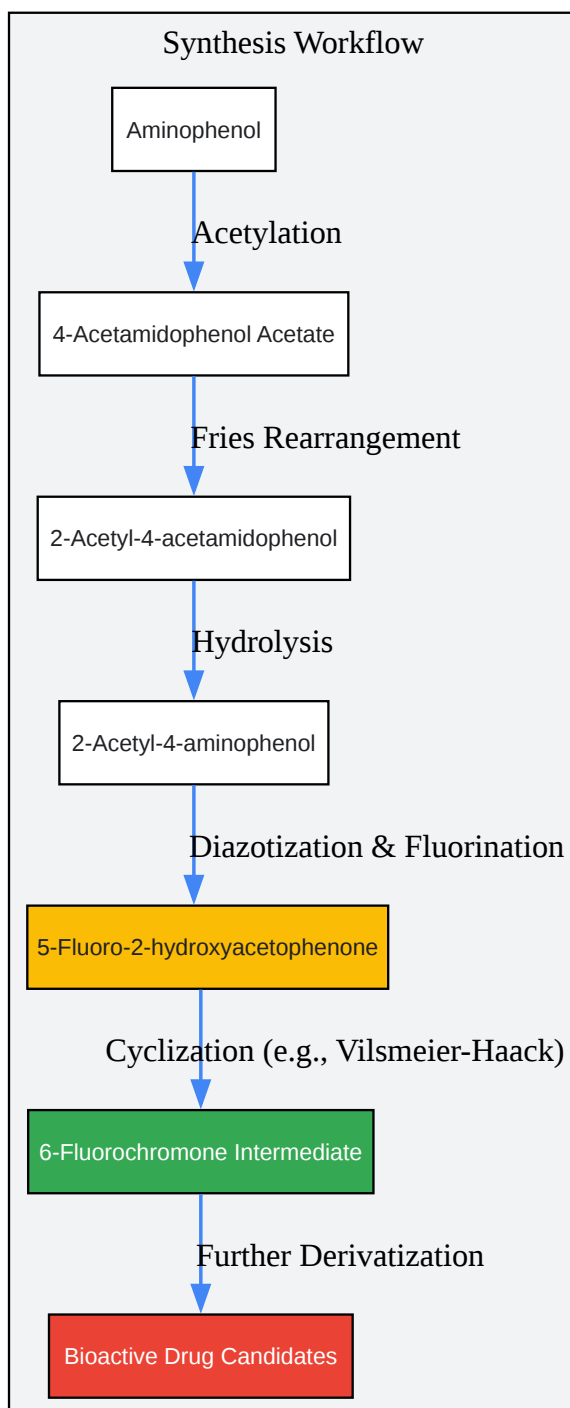 Synthesis Workflow
Aminophenol
Acetylation
4-Acetamidophenol Acetate
Fries Rearrangement
2-Acetyl-4-acetamidophenol
Hydrolysis
2-Acetyl-4-aminophenol
Diazotization & Fluorination
5-Fluoro-2-hydroxyacetophenone
Cyclization (e.g., Vilsmeier-Haack)
6-Fluorochromone Intermediate
Further Derivatization
Bioactive Drug Candidates